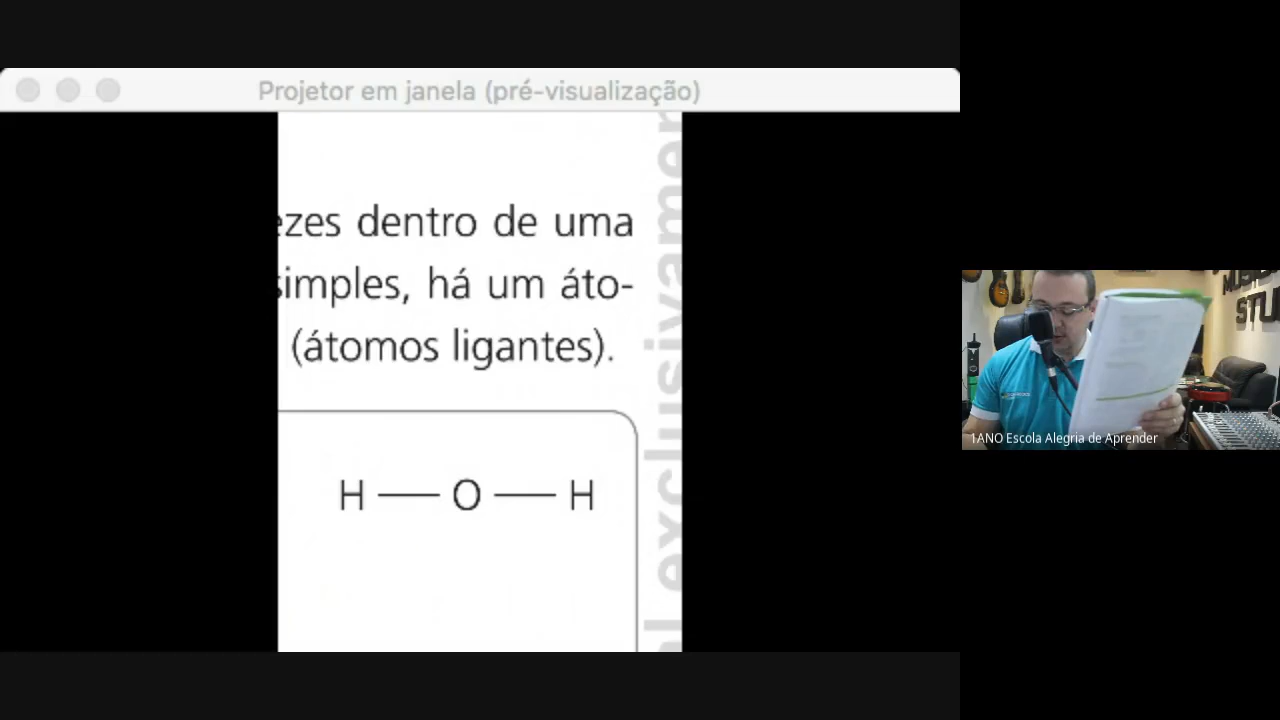 Projetor em janela (pré-visualização)
dentro de uma
simples, há um áto-
(átomos ligantes).
H — O — H
1ANO Escola Alegria de Aprender